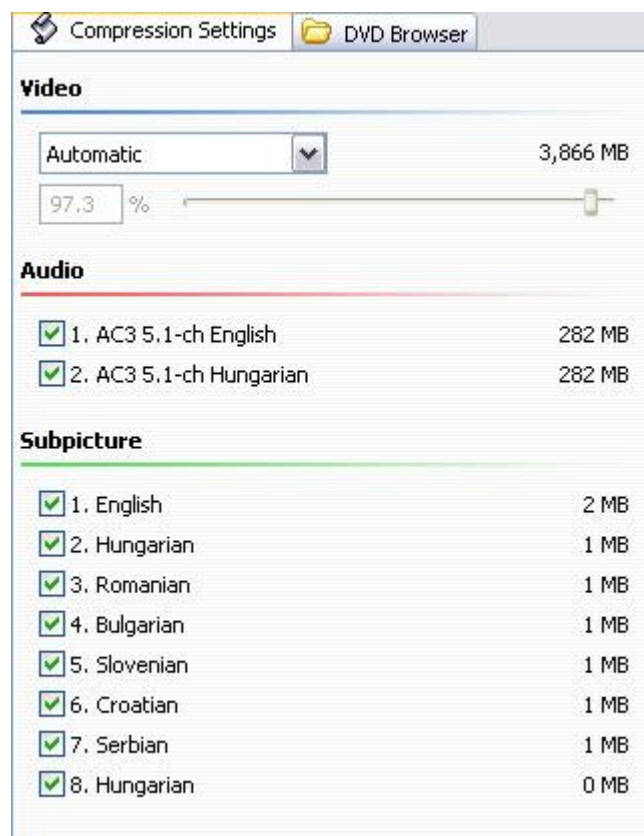 Compression Settings DVD Browser
Video
Automatic 3,866 MB
97.3 %
Audio
1. AC3 5.1-ch English 282 MB
2. AC3 5.1-ch Hungarian 282 MB
Subpicture
1. English 2 MB
2. Hungarian 1 MB
3. Romanian 1 MB
4. Bulgarian 1 MB
5. Slovenian 1 MB
6. Croatian 1 MB
7. Serbian 1 MB
8. Hungarian 0 MB